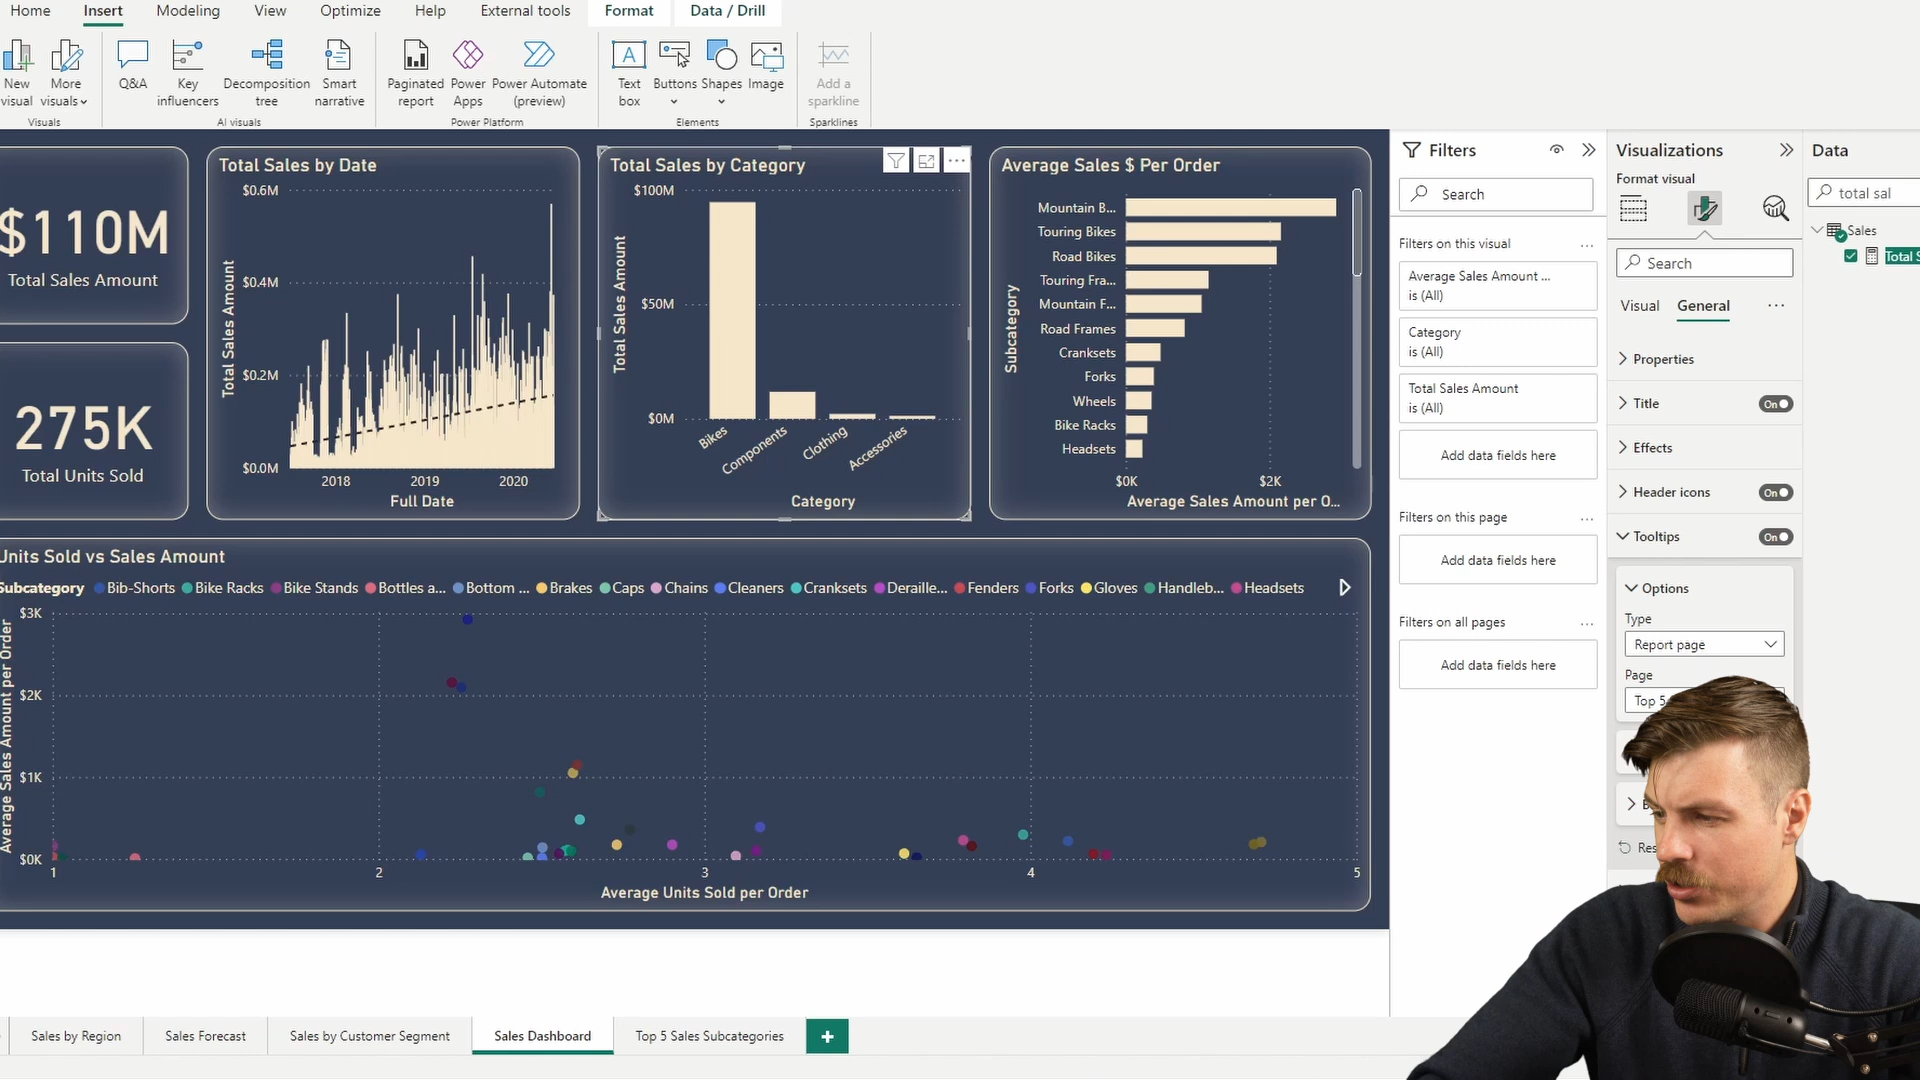 Home Insert Modeling View Optimize Help External tools Format Data / Drill
New visual
More visuals
Q&A
Key influencers
Decomposition tree
Smart narrative
Paginated report
Power Apps
Power Automate (preview)
Text box
Buttons
Shapes
Image
Add a sparkline
Visuals
AI visuals
Power Platform
Elements
Sparklines
$110M
Total Sales Amount
275K
Total Units Sold
Total Sales by Date
Total Sales Amount
$0.6M
$0.4M
$0.2M
$0.0M
2018 2019 2020
Full Date
Total Sales by Category
Total Sales Amount
$100M
$50M
$0M
Bikes
Components
Clothing
Accessories
Category
Average Sales $ Per Order
Subcategory
Mountain B...
Touring Bikes
Road Bikes
Touring Fra...
Mountain F...
Road Frames
Cranksets
Forks
Wheels
Bike Racks
Headsets
$0K $2K
Average Sales Amount per O...
Units Sold vs Sales Amount
Subcategory Bib-Shorts Bike Racks Bike Stands Bottles a... Bottom ... Brakes Caps Chains Cleaners Cranksets Deraille... Fenders Forks Gloves Handleb... Headsets
Average Sales Amount per Order
$3K
$2K
$1K
$0K
1 2 3 4 5
Average Units Sold per Order
Filters
Search
Filters on this visual
Average Sales Amount ...
is (All)
Category
is (All)
Total Sales Amount
is (All)
Add data fields here
Filters on this page
Add data fields here
Filters on all pages
Add data fields here
Visualizations
Format visual
Search
Visual General
Properties
Title On
Effects
Header icons On
Tooltips On
Options
Type
Report page
Page
Top 5
Res
Data
total sal
Sales
Total S
Sales by Region Sales Forecast Sales by Customer Segment Sales Dashboard Top 5 Sales Subcategories